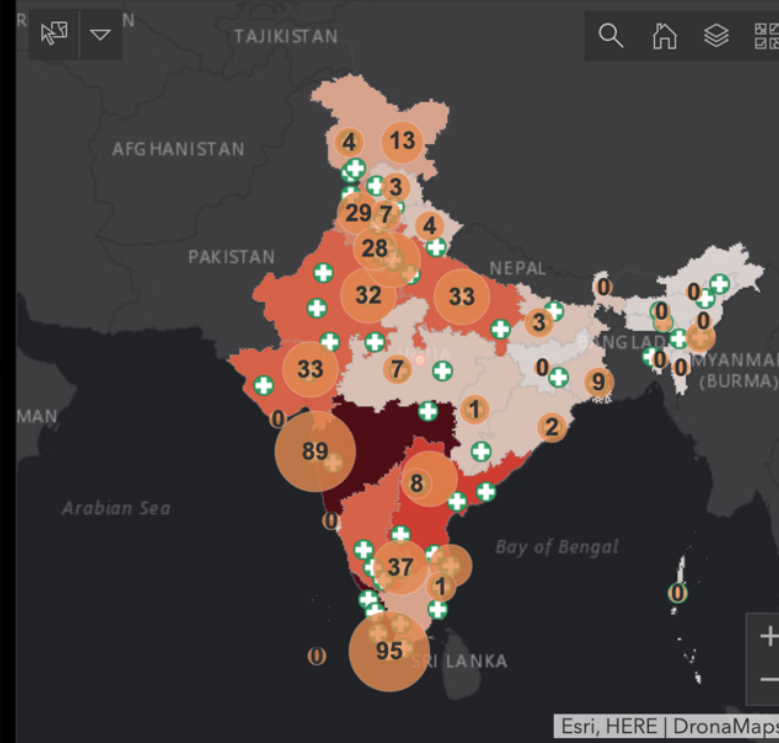 TAJIKISTAN
AFGHANISTAN
4
13
3
29
7
4
28
PAKISTAN
NEPAL
32
33
0
0
3
0
0
BANGLAD
33
7
0
0
0
MYANMA
(BURMA)
9
MAN
0
1
2
89
8
Arabian Sea
0
Bay of Bengal
37
1
0
0
95
SRI LANKA
Esri, HERE | DronaMaps